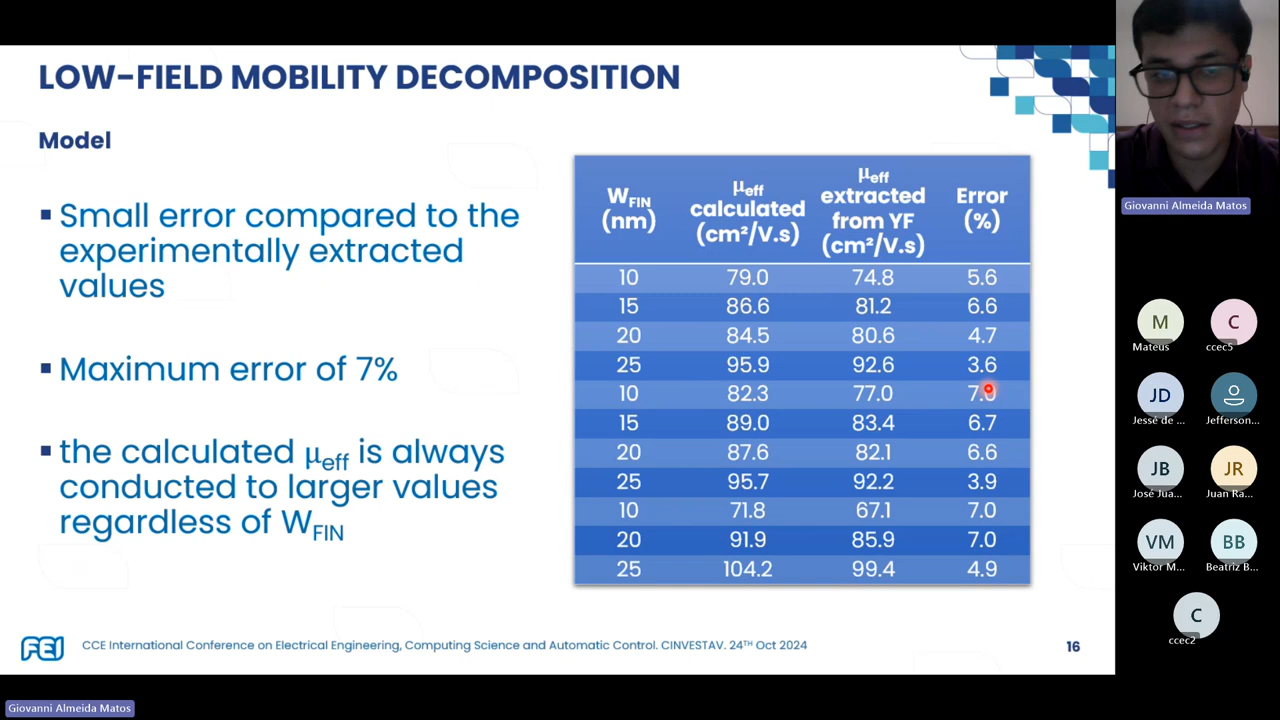 LOW-FIELD MOBILITY DECOMPOSITION
Model
▪ Small error compared to the
experimentally extracted
values
▪ Maximum error of 7%
▪ the calculated μeff is always
conducted to larger values
regardless of WFIN
WFIN (nm) μeff calculated (cm²/V.s) μeff extracted from YF (cm²/V.s) Error (%)
10 79.0 74.8 5.6
15 86.6 81.2 6.6
20 84.5 80.6 4.7
25 95.9 92.6 3.6
10 82.3 77.0 7.0
15 89.0 83.4 6.7
20 87.6 82.1 6.6
25 95.7 92.2 3.9
10 71.8 67.1 7.0
20 91.9 85.9 7.0
25 104.2 99.4 4.9
FEI
CCE International Conference on Electrical Engineering, Computing Science and Automatic Control. CINVESTAV. 24TH Oct 2024
16
Giovanni Almeida Matos
M
Mateus
C
ccec5
JD
Jessé de ...
Jefferson...
JB
José Jua...
JR
Juan Ra...
VM
Viktor M...
BB
Beatriz B...
C
ccec2
Giovanni Almeida Matos